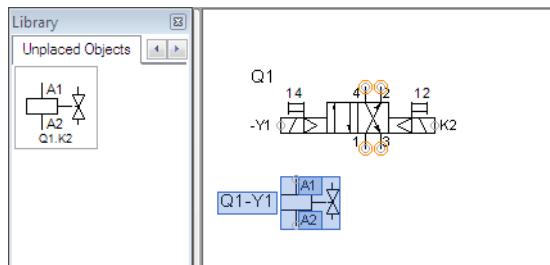 Library
Unplaced Objects
A1
A2
Q1.K2
Q1
14
4 2
12
-Y1
K2
1 3
Q1-Y1
A1
A2